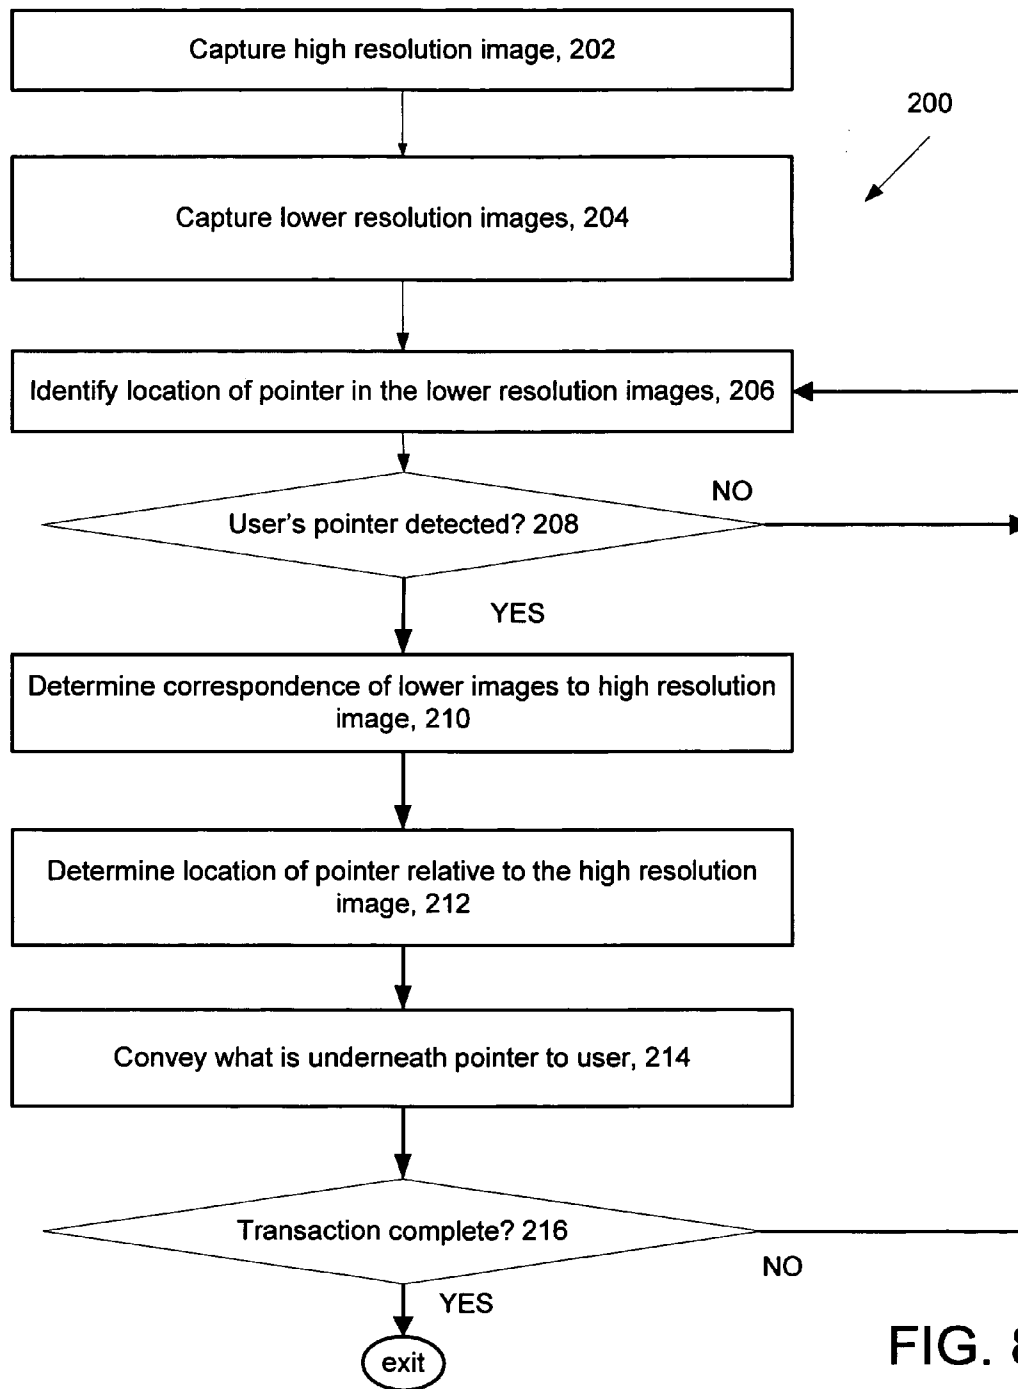 Capture high resolution image, 202
200
Capture lower resolution images, 204
Identify location of pointer in the lower resolution images, 206
NO
User's pointer detected? 208
YES
Determine correspondence of lower images to high resolution
image, 210
Determine location of pointer relative to the high resolution
image, 212
Convey what is underneath pointer to user, 214
Transaction complete? 216
NO
YES
exit
FIG. 8